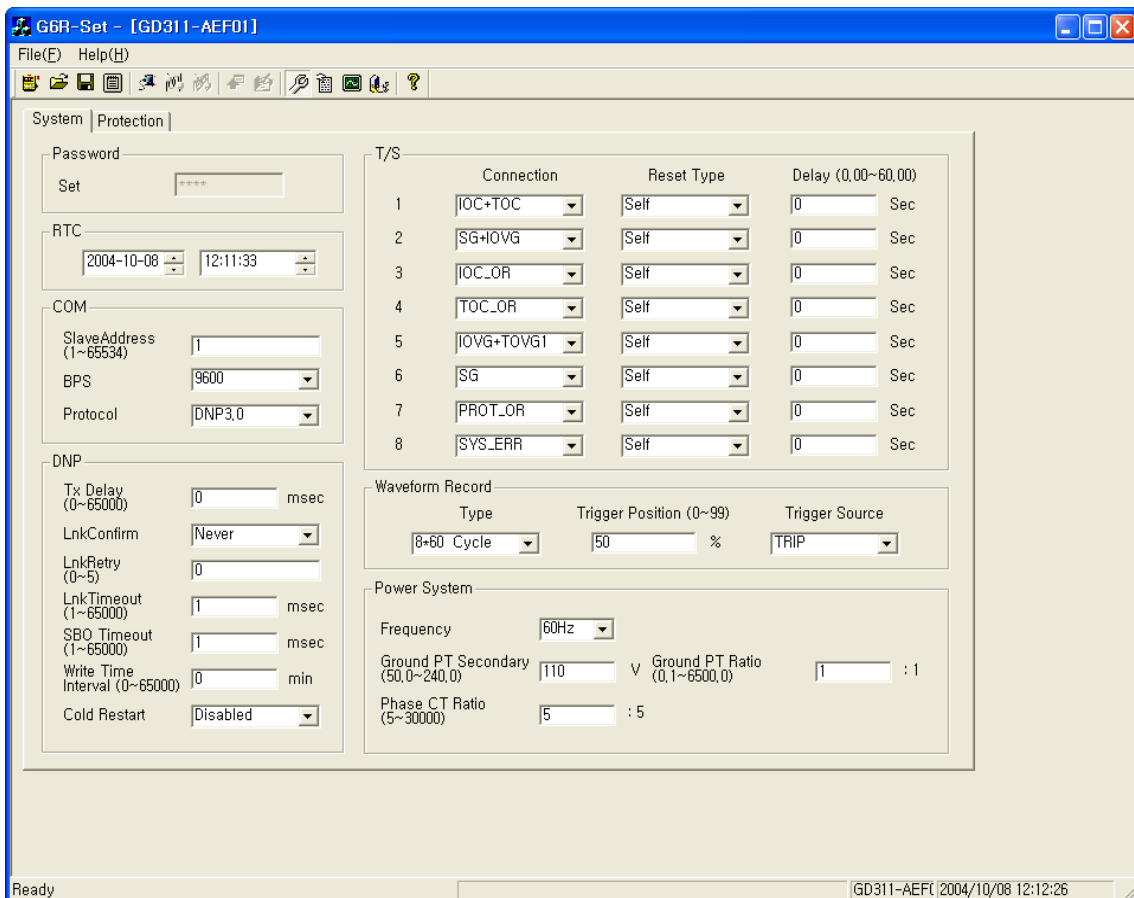 G6R-Set - [GD311-AEF01]
File(F) Help(H)
System Protection
Password
Set ****
RTC
2004-10-08 12:11:33
COM
SlaveAddress
(1~65534) 1
BPS 9600
Protocol DNP3,0
DNP
Tx Delay
(0~65000) 0 msec
LnkConfirm Never
LnkRetry
(0~5) 0
LnkTimeout
(1~65000) 1 msec
SBO Timeout
(1~65000) 1 msec
Write Time
Interval (0~65000) 0 min
Cold Restart Disabled
T/S
Connection Reset Type Delay (0,00~60,00)
1 IOC+TOC Self 0 Sec
2 SG+IOVG Self 0 Sec
3 IOC_OR Self 0 Sec
4 TOC_OR Self 0 Sec
5 IOVG+TOVG1 Self 0 Sec
6 SG Self 0 Sec
7 PROT_OR Self 0 Sec
8 SYS_ERR Self 0 Sec
Waveform Record
Type Trigger Position (0~99) Trigger Source
8*60 Cycle 50 % TRIP
Power System
Frequency 60Hz
Ground PT Secondary
(50,0~240,0) 110 V
Ground PT Ratio
(0,1~6500,0) 1 : 1
Phase CT Ratio
(5~30000) 5 : 5
Ready GD311-AEF( 2004/10/08 12:12:26